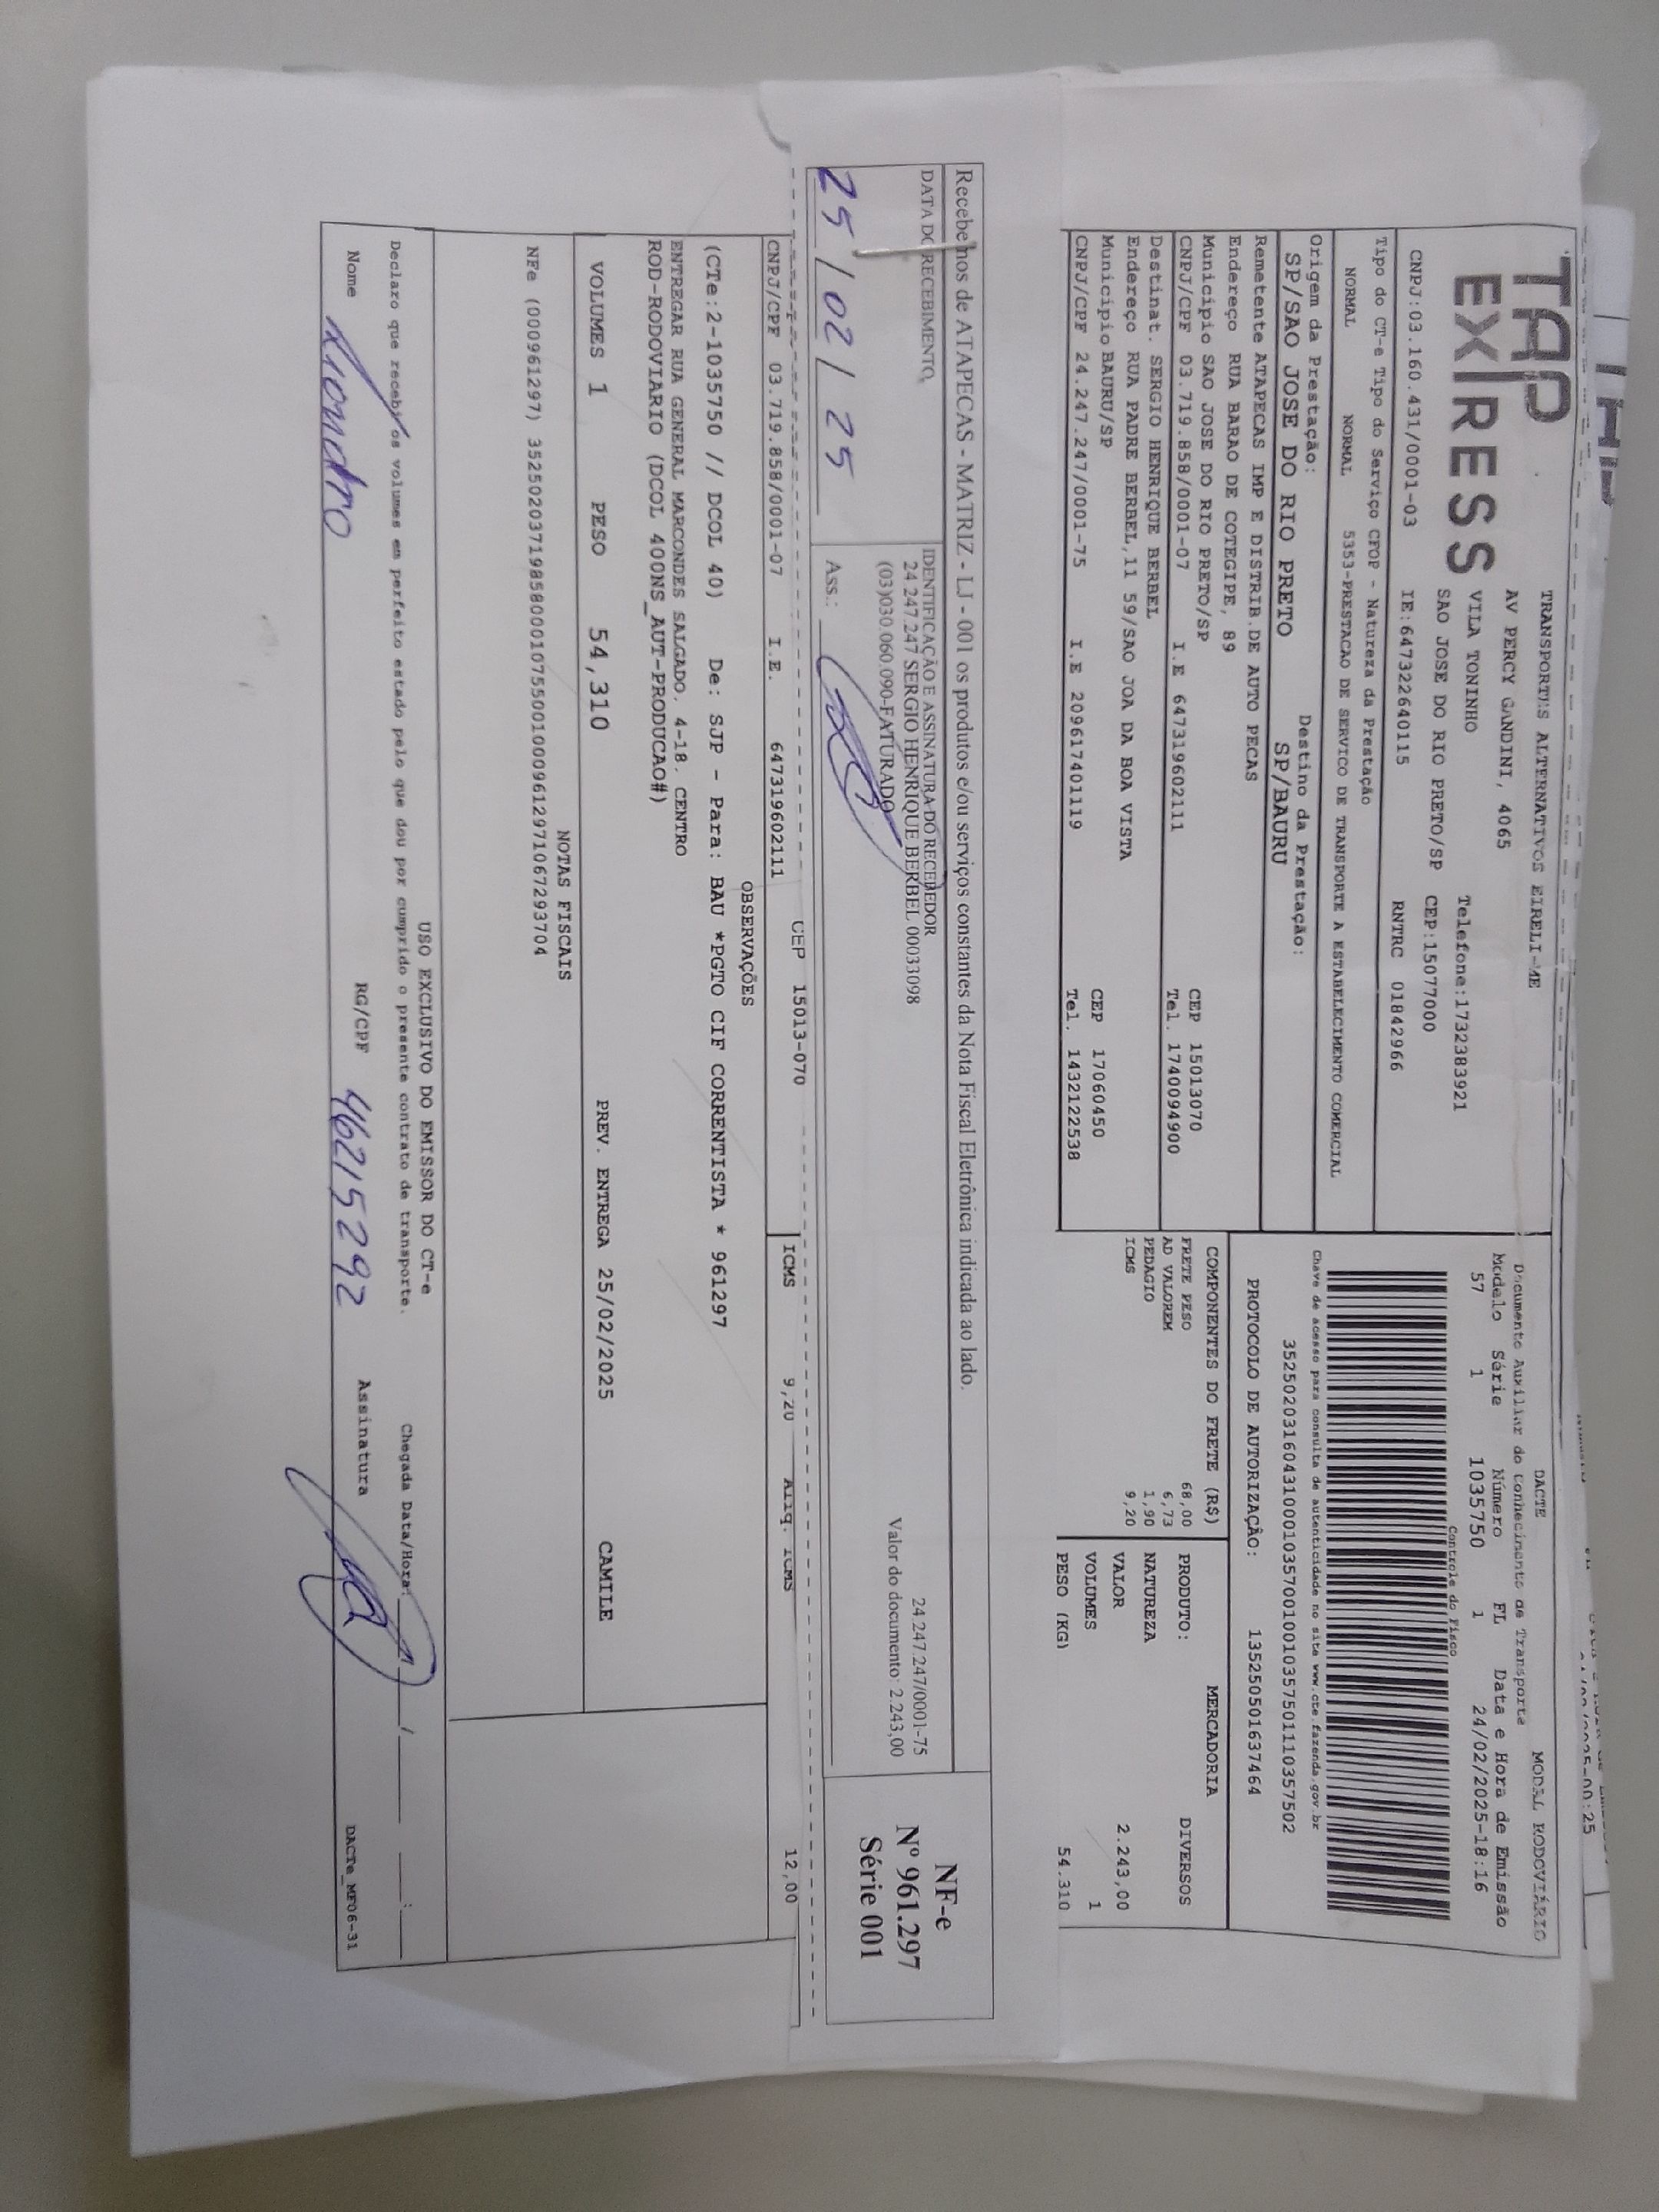 TAP
EXPRESS
TRANSPORTES ALTERNATIVOS EIRELI-ME
AV PERCY GANDINI, 4065
VILA TONINHO Telefone:1732383921
SAO JOSE DO RIO PRETO/SP CEP:15077000
CNPJ:03.160.431/0001-03 IE:647322640115 RNTRC 01842966
DACTE MODAL RODOVIÁRIO
Documento Auxiliar do Conhecimento de Transporte
Modelo Série Número FL Data e Hora de Emissão
57 1 1035750 1 24/02/2025-18:16
Controle do Fisco
Tipo do CT-e Tipo do Serviço CFOP - Natureza da Prestação
NORMAL NORMAL 5353-PRESTACAO DE SERVICO DE TRANSPORTE A ESTABELECIMENTO COMERCIAL
Chave de acesso para consulta de autenticidade no site www.cte.fazenda.gov.br
35250203160431000103570010010357501110357502
Origem da Prestação: Destino da Prestação:
SP/SAO JOSE DO RIO PRETO SP/BAURU
PROTOCOLO DE AUTORIZAÇÃO: 135250501637464
Remetente ATAPECAS IMP E DISTRIB.DE AUTO PECAS
Endereço RUA BARAO DE COTEGIPE, 89
Municipio SAO JOSE DO RIO PRETO/SP CEP 15013070
CNPJ/CPF 03.719.858/0001-07 I.E 647319602111 Tel. 1740094900
Destinat. SERGIO HENRIQUE BERBEL
Endereço RUA PADRE BERBEL,11 59/SAO JOA DA BOA VISTA
Municipio BAURU/SP CEP 17060450
CNPJ/CPF 24.247.247/0001-75 I.E 209617401119 Tel. 1432122538
COMPONENTES DO FRETE (R$)
FRETE PESO 68,00
AD VALOREM 6,73
PEDAGIO 1,90
ICMS 9,20
MERCADORIA
PRODUTO: DIVERSOS
NATUREZA
VALOR 2.243,00
VOLUMES 1
PESO (KG) 54.310
Recebemos de ATAPECAS - MATRIZ - LJ - 001 os produtos e/ou serviços constantes da Nota Fiscal Eletrônica indicada ao lado.
DATA DO RECEBIMENTO
25/02/25
IDENTIFICAÇÃO E ASSINATURA DO RECEBEDOR
24.247.247 SERGIO HENRIQUE BERBEL 00033098 24.247.247/0001-75
(03)030.060.090-FATURADO Valor do documento: 2.243,00
Ass.:
NF-e
Nº 961.297
Série 001
CEP 15013-070
CNPJ/CPF 03.719.858/0001-07 I.E. 647319602111 ICMS 9,20 Aliq. ICMS 12,00
OBSERVAÇÕES
(CTe:2-1035750 // DCOL 40) De: SJP - Para: BAU *PGTO CIF CORRENTISTA * 961297
ENTREGAR RUA GENERAL MARCONDES SALGADO, 4-18, CENTRO
ROD-RODOVIARIO (DCOL 400NS_AUT-PRODUCAO#)
VOLUMES 1 PESO 54,310 PREV. ENTREGA 25/02/2025 CAMILE
NOTAS FISCAIS
NFe (000961297) 35250203719858000107550010009612971067293704
USO EXCLUSIVO DO EMISSOR DO CT-e
Declaro que recebi os volumes em perfeito estado pelo que dou por cumprido o presente contrato de transporte. Chegada Data/Hora: / / :
Nome RG/CPF 46215292 Assinatura DACTe_MF06-31